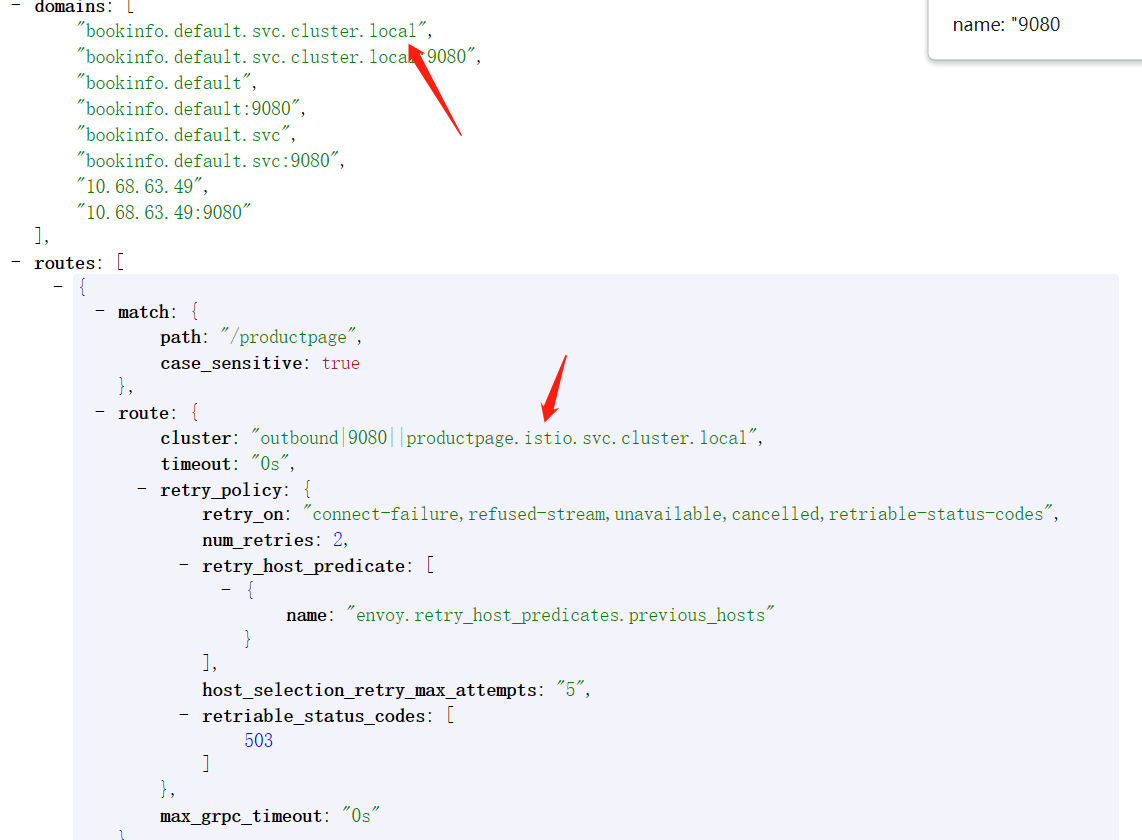 - domains: [
"bookinfo.default.svc.cluster.local",
"bookinfo.default.svc.cluster.local:9080",
"bookinfo.default",
"bookinfo.default:9080",
"bookinfo.default.svc",
"bookinfo.default.svc:9080",
"10.68.63.49",
"10.68.63.49:9080"
],
- routes: [
- {
- match: {
path: "/productpage",
case_sensitive: true
},
- route: {
cluster: "outbound|9080||productpage.istio.svc.cluster.local",
timeout: "0s",
- retry_policy: {
retry_on: "connect-failure,refused-stream,unavailable,cancelled,retriable-status-codes",
num_retries: 2,
- retry_host_predicate: [
- {
name: "envoy.retry_host_predicates.previous_hosts"
}
],
host_selection_retry_max_attempts: "5",
- retriable_status_codes: [
503
]
},
max_grpc_timeout: "0s"
}
name: "9080